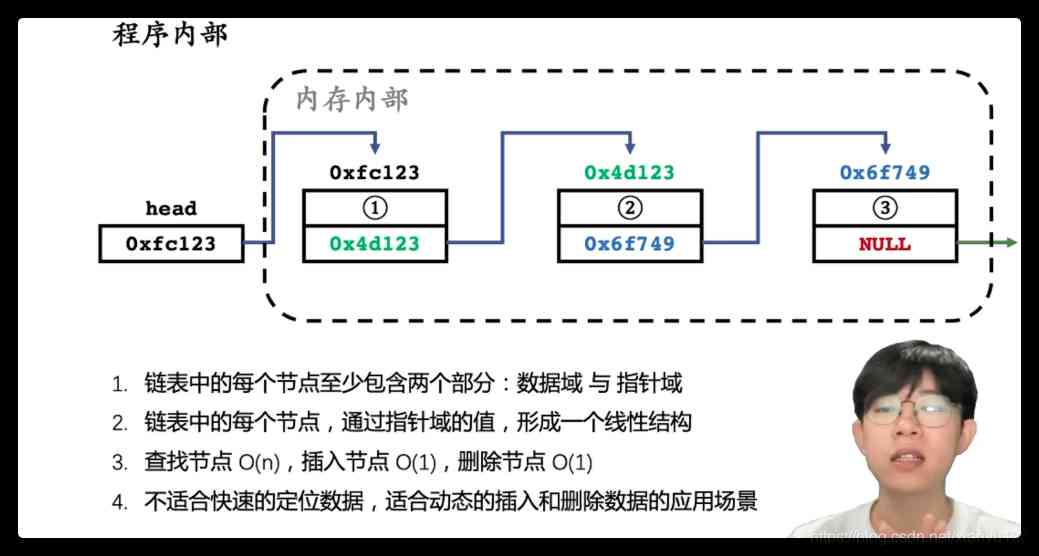 程序内部
内存内部
0xfc123 0x4d123 0x6f749
head ① ② ③
0xfc123 0x4d123 0x6f749 NULL
1. 链表中的每个节点至少包含两个部分：数据域 与 指针域
2. 链表中的每个节点，通过指针域的值，形成一个线性结构
3. 查找节点 O(n)，插入节点 O(1)，删除节点 O(1)
4. 不适合快速的定位数据，适合动态的插入和删除数据的应用场景